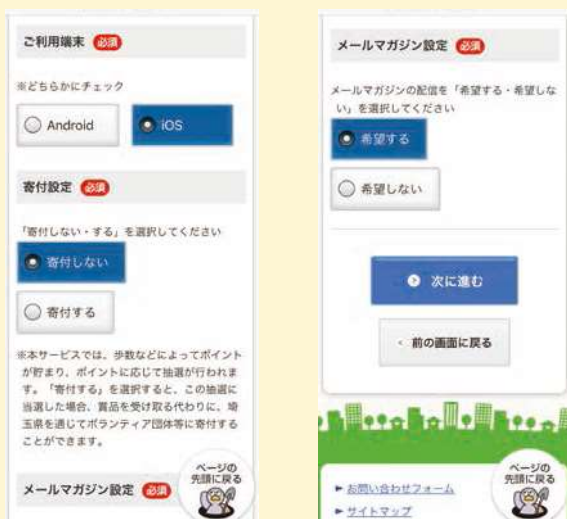 ご利用端末 必須
※どちらかにチェック
Android
iOS
寄付設定 必須
「寄付しない・する」を選択してください
寄付しない
寄付する
※本サービスでは、歩数などによってポイント
が貯まり、ポイントに応じて抽選が行われま
す。「寄付する」を選択すると、この抽選に
当選した場合、賞品を受け取る代わりに、埼
玉県を通じてボランティア団体等に寄付する
ことができます。
メールマガジン設定 必須
ページの
先頭に戻る
メールマガジン設定 必須
メールマガジンの配信を「希望する・希望しな
い」を選択してください
希望する
希望しない
次に進む
前の画面に戻る
お問い合わせフォーム
サイトマップ
ページの
先頭に戻る